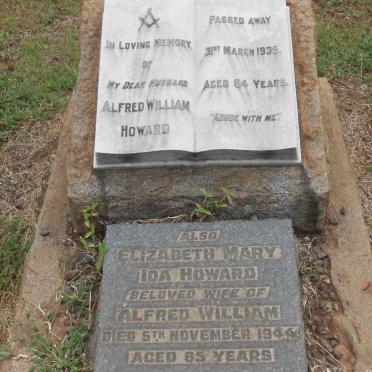 In Loving Memory
of
My Dear Husband
Alfred William
Howard
Passed away
31st March 1935.
Aged 64 Years.
"Abide with me."
Also
Elizabeth Mary
Ida Howard
Beloved wife of
Alfred William
Died 5th November 1944
Aged 65 Years